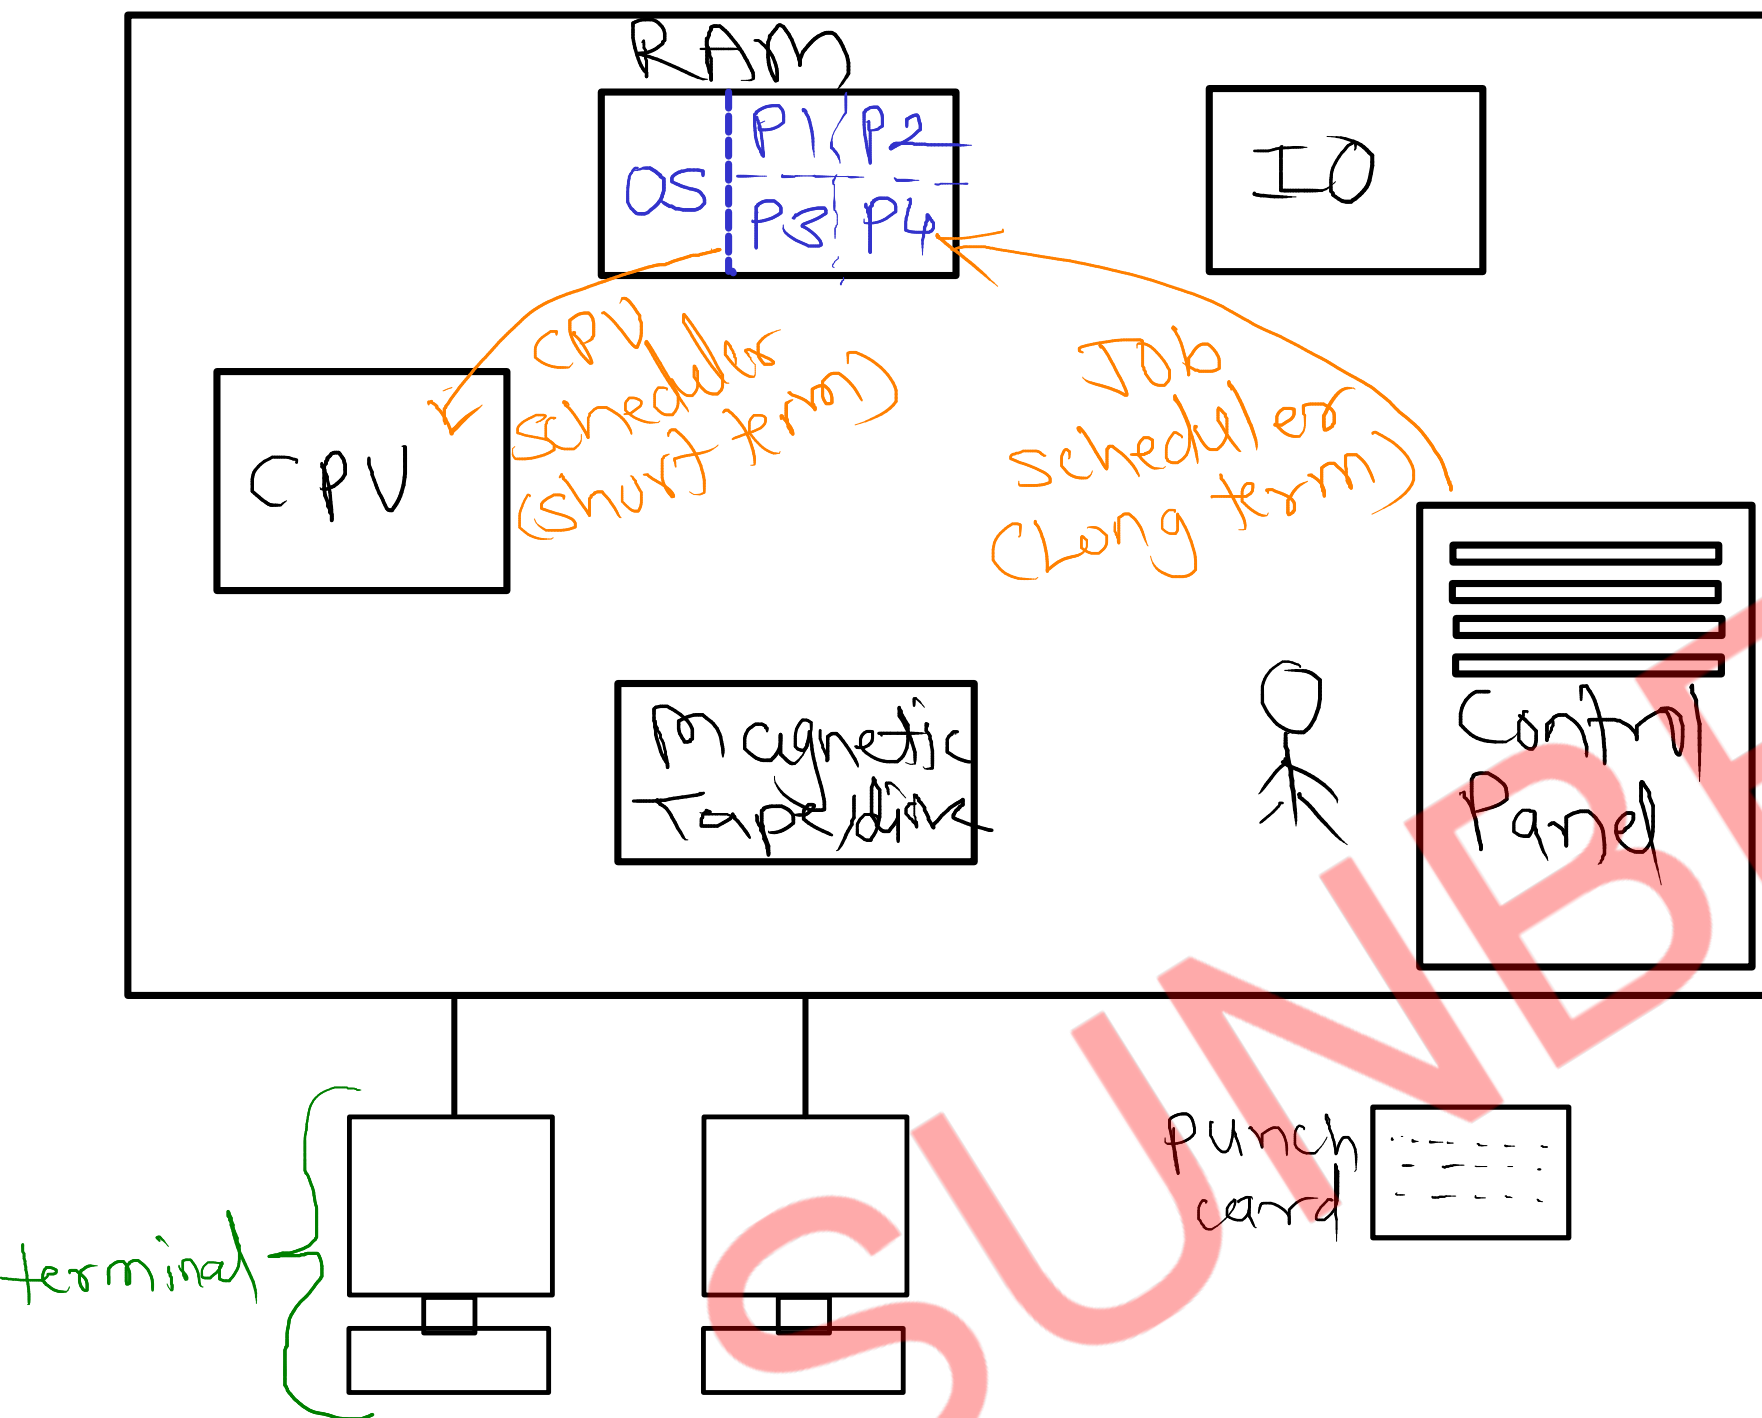 RAM
OS
P1
P2
P3
P4
IO
CPU
scheduler
(short term)
Job
scheduler
(Long term)
CPU
Magnetic
Tape/disk
Control
Panel
punch
card
terminal